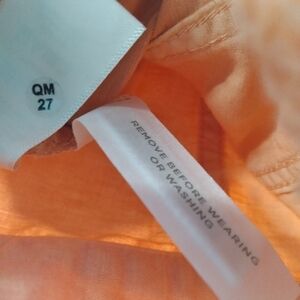 QM
27
REMOVE BEFORE WEARING
OR WASHING